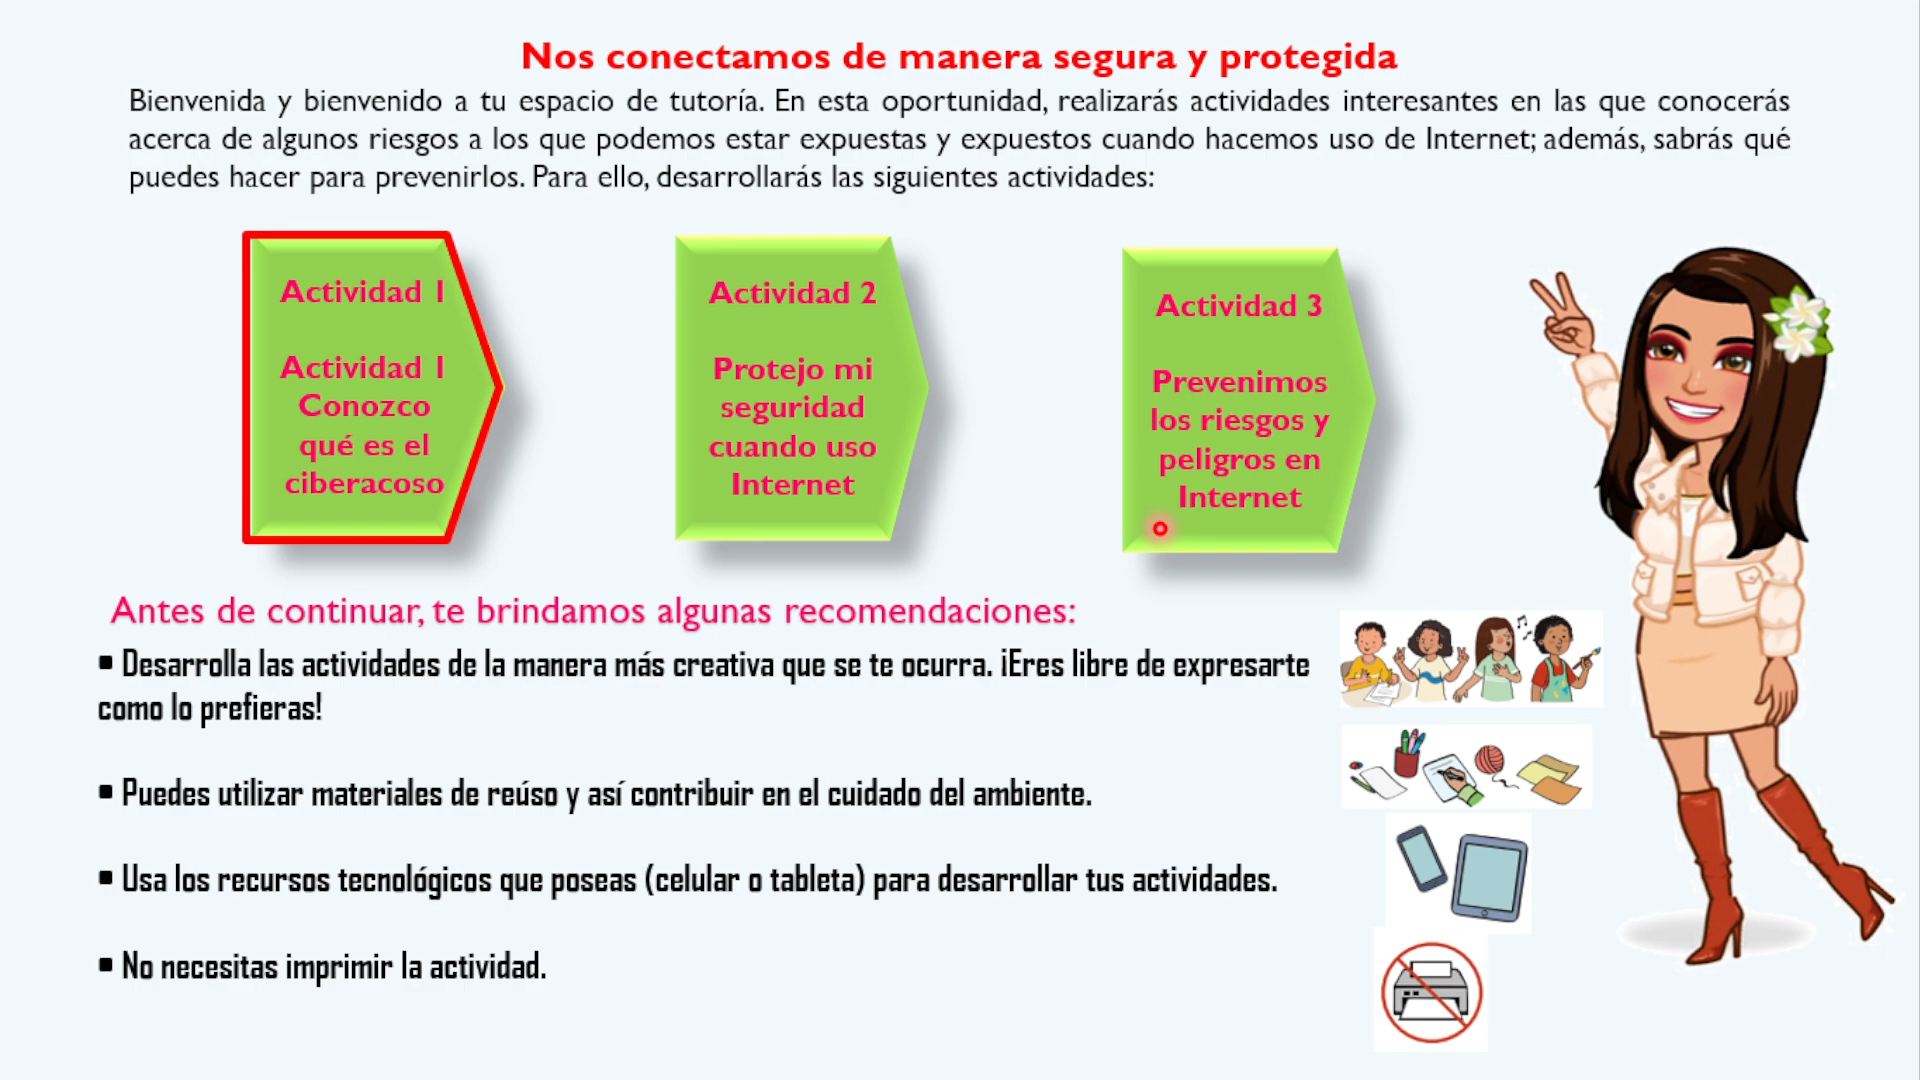 Nos conectamos de manera segura y protegida
Bienvenida y bienvenido a tu espacio de tutoría. En esta oportunidad, realizarás actividades interesantes en las que conocerás
acerca de algunos riesgos a los que podemos estar expuestas y expuestos cuando hacemos uso de Internet; además, sabrás qué
puedes hacer para prevenirlos. Para ello, desarrollarás las siguientes actividades:
Actividad 1
Actividad 1
Conozco
qué es el
ciberacoso
Actividad 2
Protejo mi
seguridad
cuando uso
Internet
Actividad 3
Prevenimos
los riesgos y
peligros en
Internet
Antes de continuar, te brindamos algunas recomendaciones:
▪ Desarrolla las actividades de la manera más creativa que se te ocurra. ¡Eres libre de expresarte
como lo prefieras!
▪ Puedes utilizar materiales de reúso y así contribuir en el cuidado del ambiente.
▪ Usa los recursos tecnológicos que poseas (celular o tableta) para desarrollar tus actividades.
▪ No necesitas imprimir la actividad.